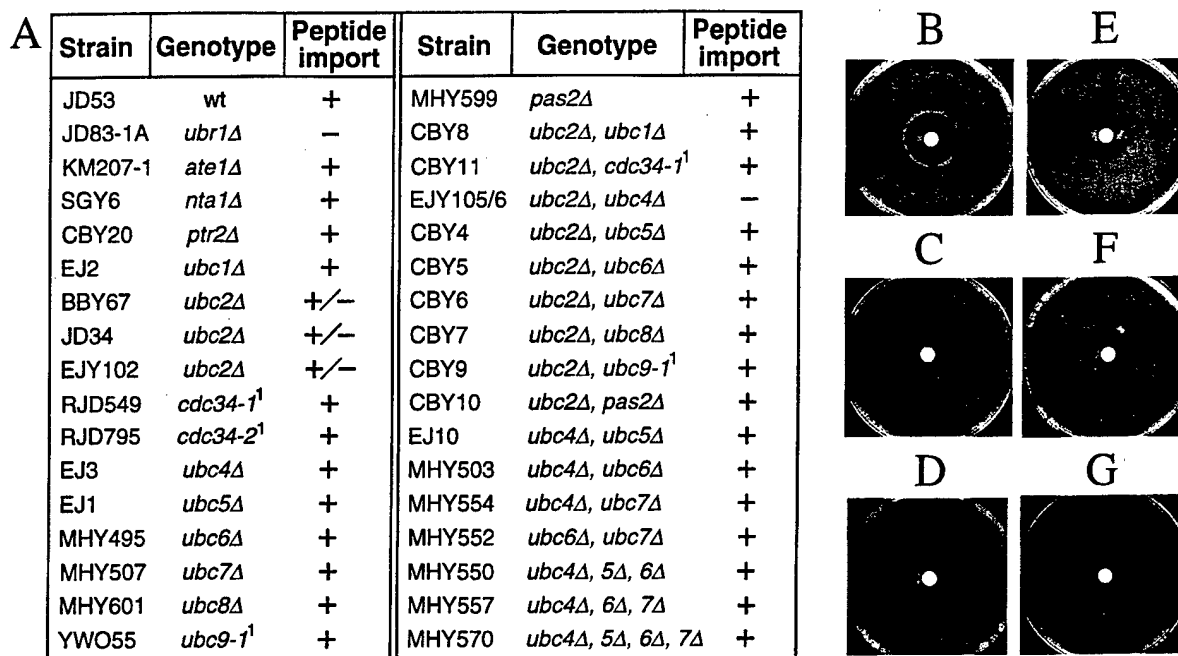 A
Strain Genotype Peptide import Strain Genotype Peptide import
JD53 wt + MHY599 pas2Δ +
JD83-1A ubr1Δ − CBY8 ubc2Δ, ubc1Δ +
KM207-1 ate1Δ + CBY11 ubc2Δ, cdc34-1¹ +
SGY6 nta1Δ + EJY105/6 ubc2Δ, ubc4Δ −
CBY20 ptr2Δ + CBY4 ubc2Δ, ubc5Δ +
EJ2 ubc1Δ + CBY5 ubc2Δ, ubc6Δ +
BBY67 ubc2Δ +/− CBY6 ubc2Δ, ubc7Δ +
JD34 ubc2Δ +/− CBY7 ubc2Δ, ubc8Δ +
EJY102 ubc2Δ +/− CBY9 ubc2Δ, ubc9-1¹ +
RJD549 cdc34-1¹ + CBY10 ubc2Δ, pas2Δ +
RJD795 cdc34-2¹ + EJ10 ubc4Δ, ubc5Δ +
EJ3 ubc4Δ + MHY503 ubc4Δ, ubc6Δ +
EJ1 ubc5Δ + MHY554 ubc4Δ, ubc7Δ +
MHY495 ubc6Δ + MHY552 ubc6Δ, ubc7Δ +
MHY507 ubc7Δ + MHY550 ubc4Δ, 5Δ, 6Δ +
MHY601 ubc8Δ + MHY557 ubc4Δ, 6Δ, 7Δ +
YWO55 ubc9-1¹ + MHY570 ubc4Δ, 5Δ, 6Δ, 7Δ +
B E
C F
D G